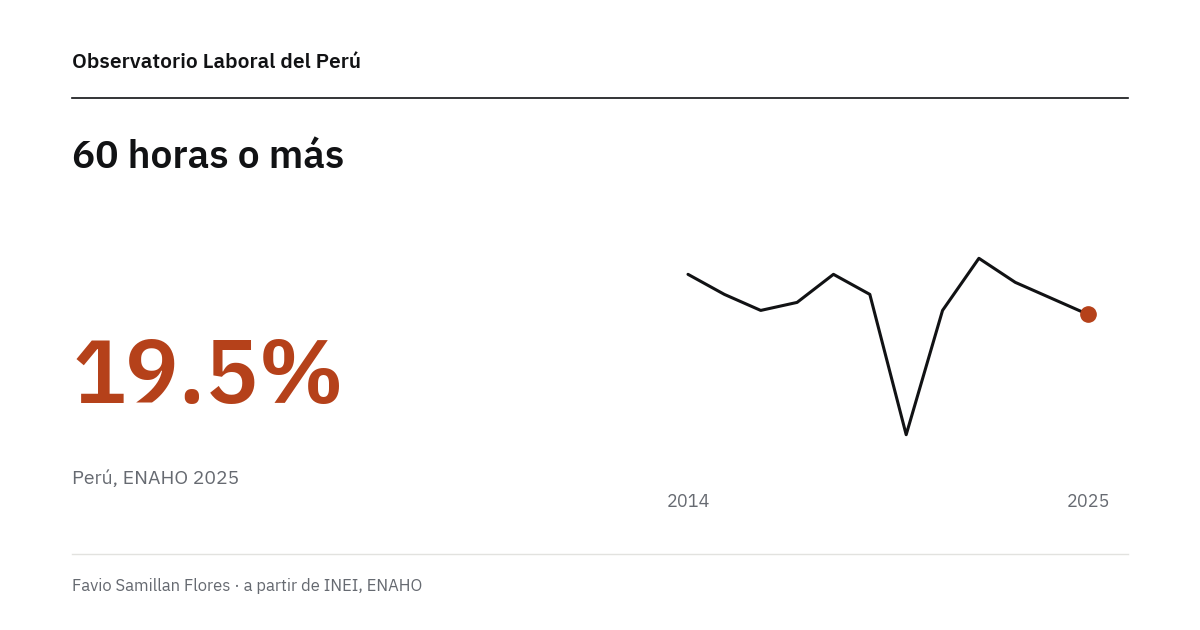 Observatorio Laboral del Perú
60 horas o más
19.5%
Perú, ENAHO 2025
2014
2025
Favio Samillan Flores · a partir de INEI, ENAHO